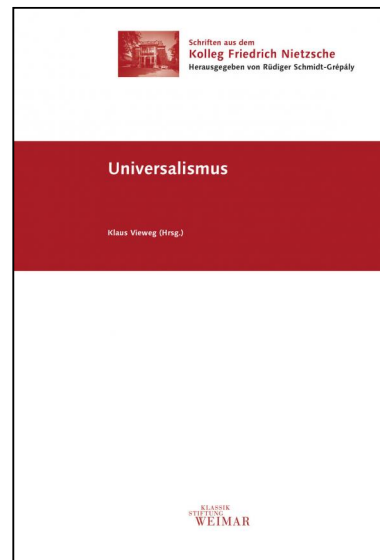 Schriften aus dem
Kolleg Friedrich Nietzsche
Herausgegeben von Rüdiger Schmidt-Grépály
Universalismus
Klaus Vieweg (Hrsg.)
KLASSIK
STIFTUNG
WEIMAR